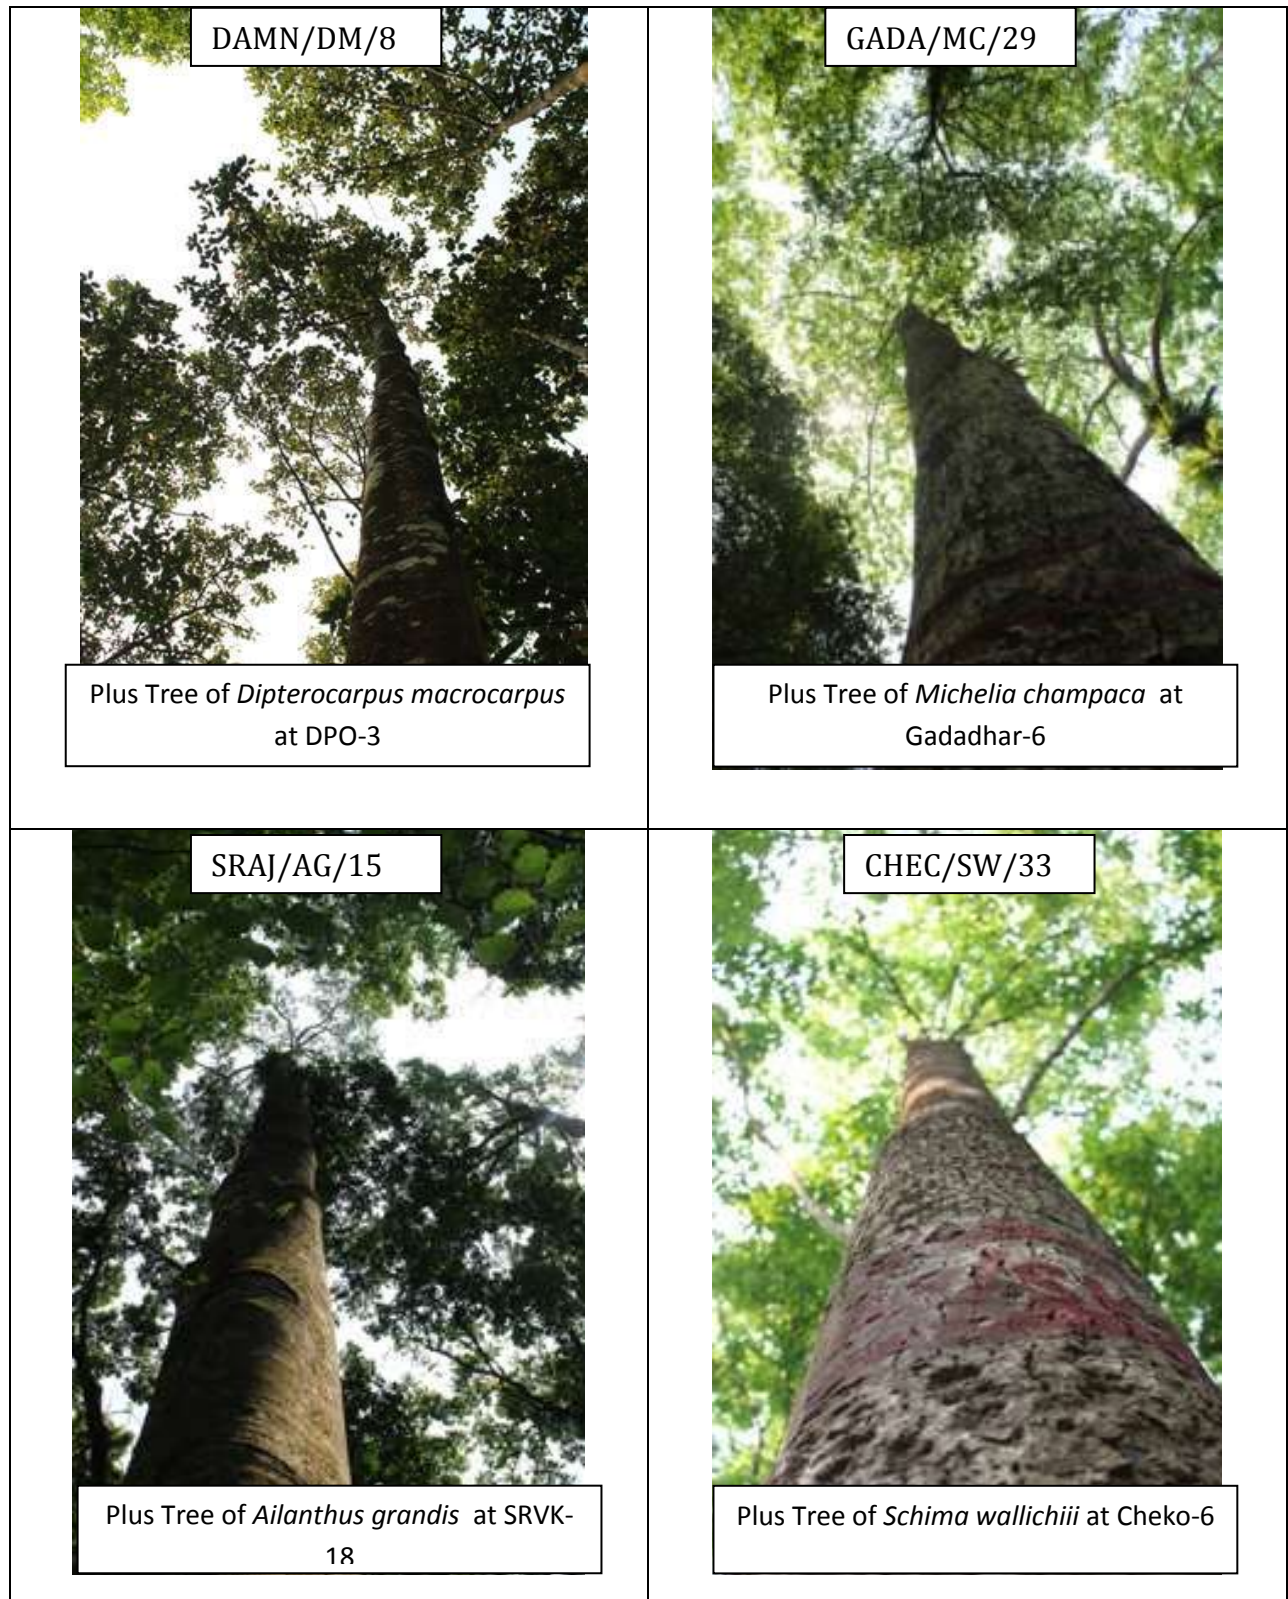 DAMN/DM/8
GADA/MC/29
Plus Tree of Dipterocarpus macrocarpus
at DPO-3
Plus Tree of Michelia champaca at
Gadadhar-6
SRAJ/AG/15
CHEC/SW/33
Plus Tree of Ailanthus grandis at SRVK-
18
Plus Tree of Schima wallichiii at Cheko-6